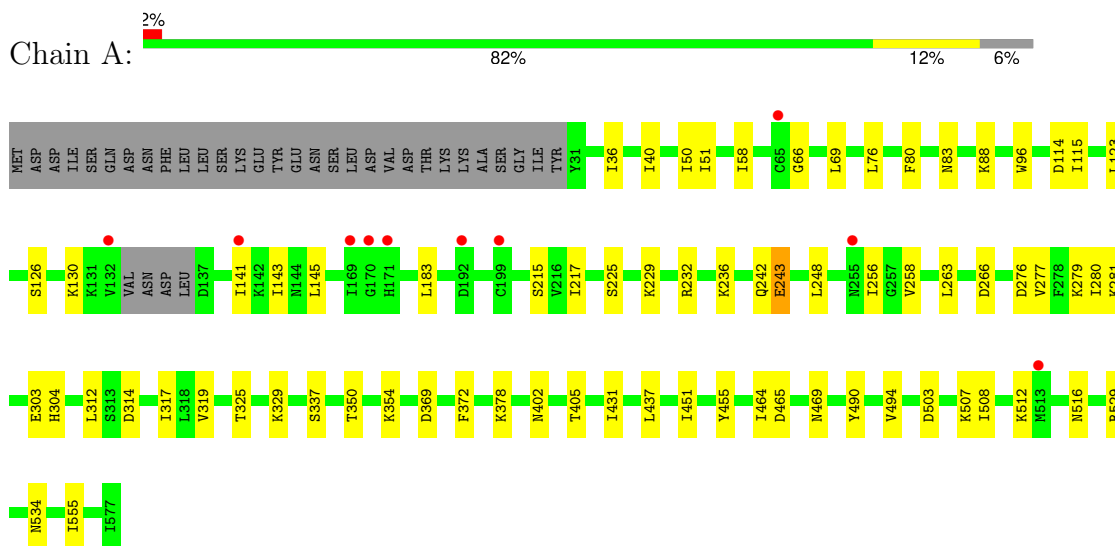 2%
Chain A:
82% 12% 6%
MET ASP ASP ILE SER GLN ASP ASN PHE LEU LEU SER LYS GLU TYR GLU ASN SER LEU ASP VAL ASP THR LYS LYS ALA SER GLY ILE TYR Y31 I36 I40 I50 I51 I58 C65 G66 L69 L76 F80 N83 K88 W96 D114 I115 L123
S126 K130 K131 V132 VAL ASN ASP LEU D137 I141 K142 I143 N144 L145 I169 G170 H171 L183 D192 C199 S215 V216 I217 S225 K229 R232 K236 Q242 E243 L248 N255 I256 G257 V258 L263 D266 D276 V277 F278 K279 I280 K281
E303 H304 L312 S313 D314 I317 L318 V319 T325 K329 S337 T350 K354 D369 F372 K378 N402 T405 I431 L437 I451 Y455 I464 D465 N469 Y490 V494 D503 K507 I508 K512 M513 N516
N534 I555 I577